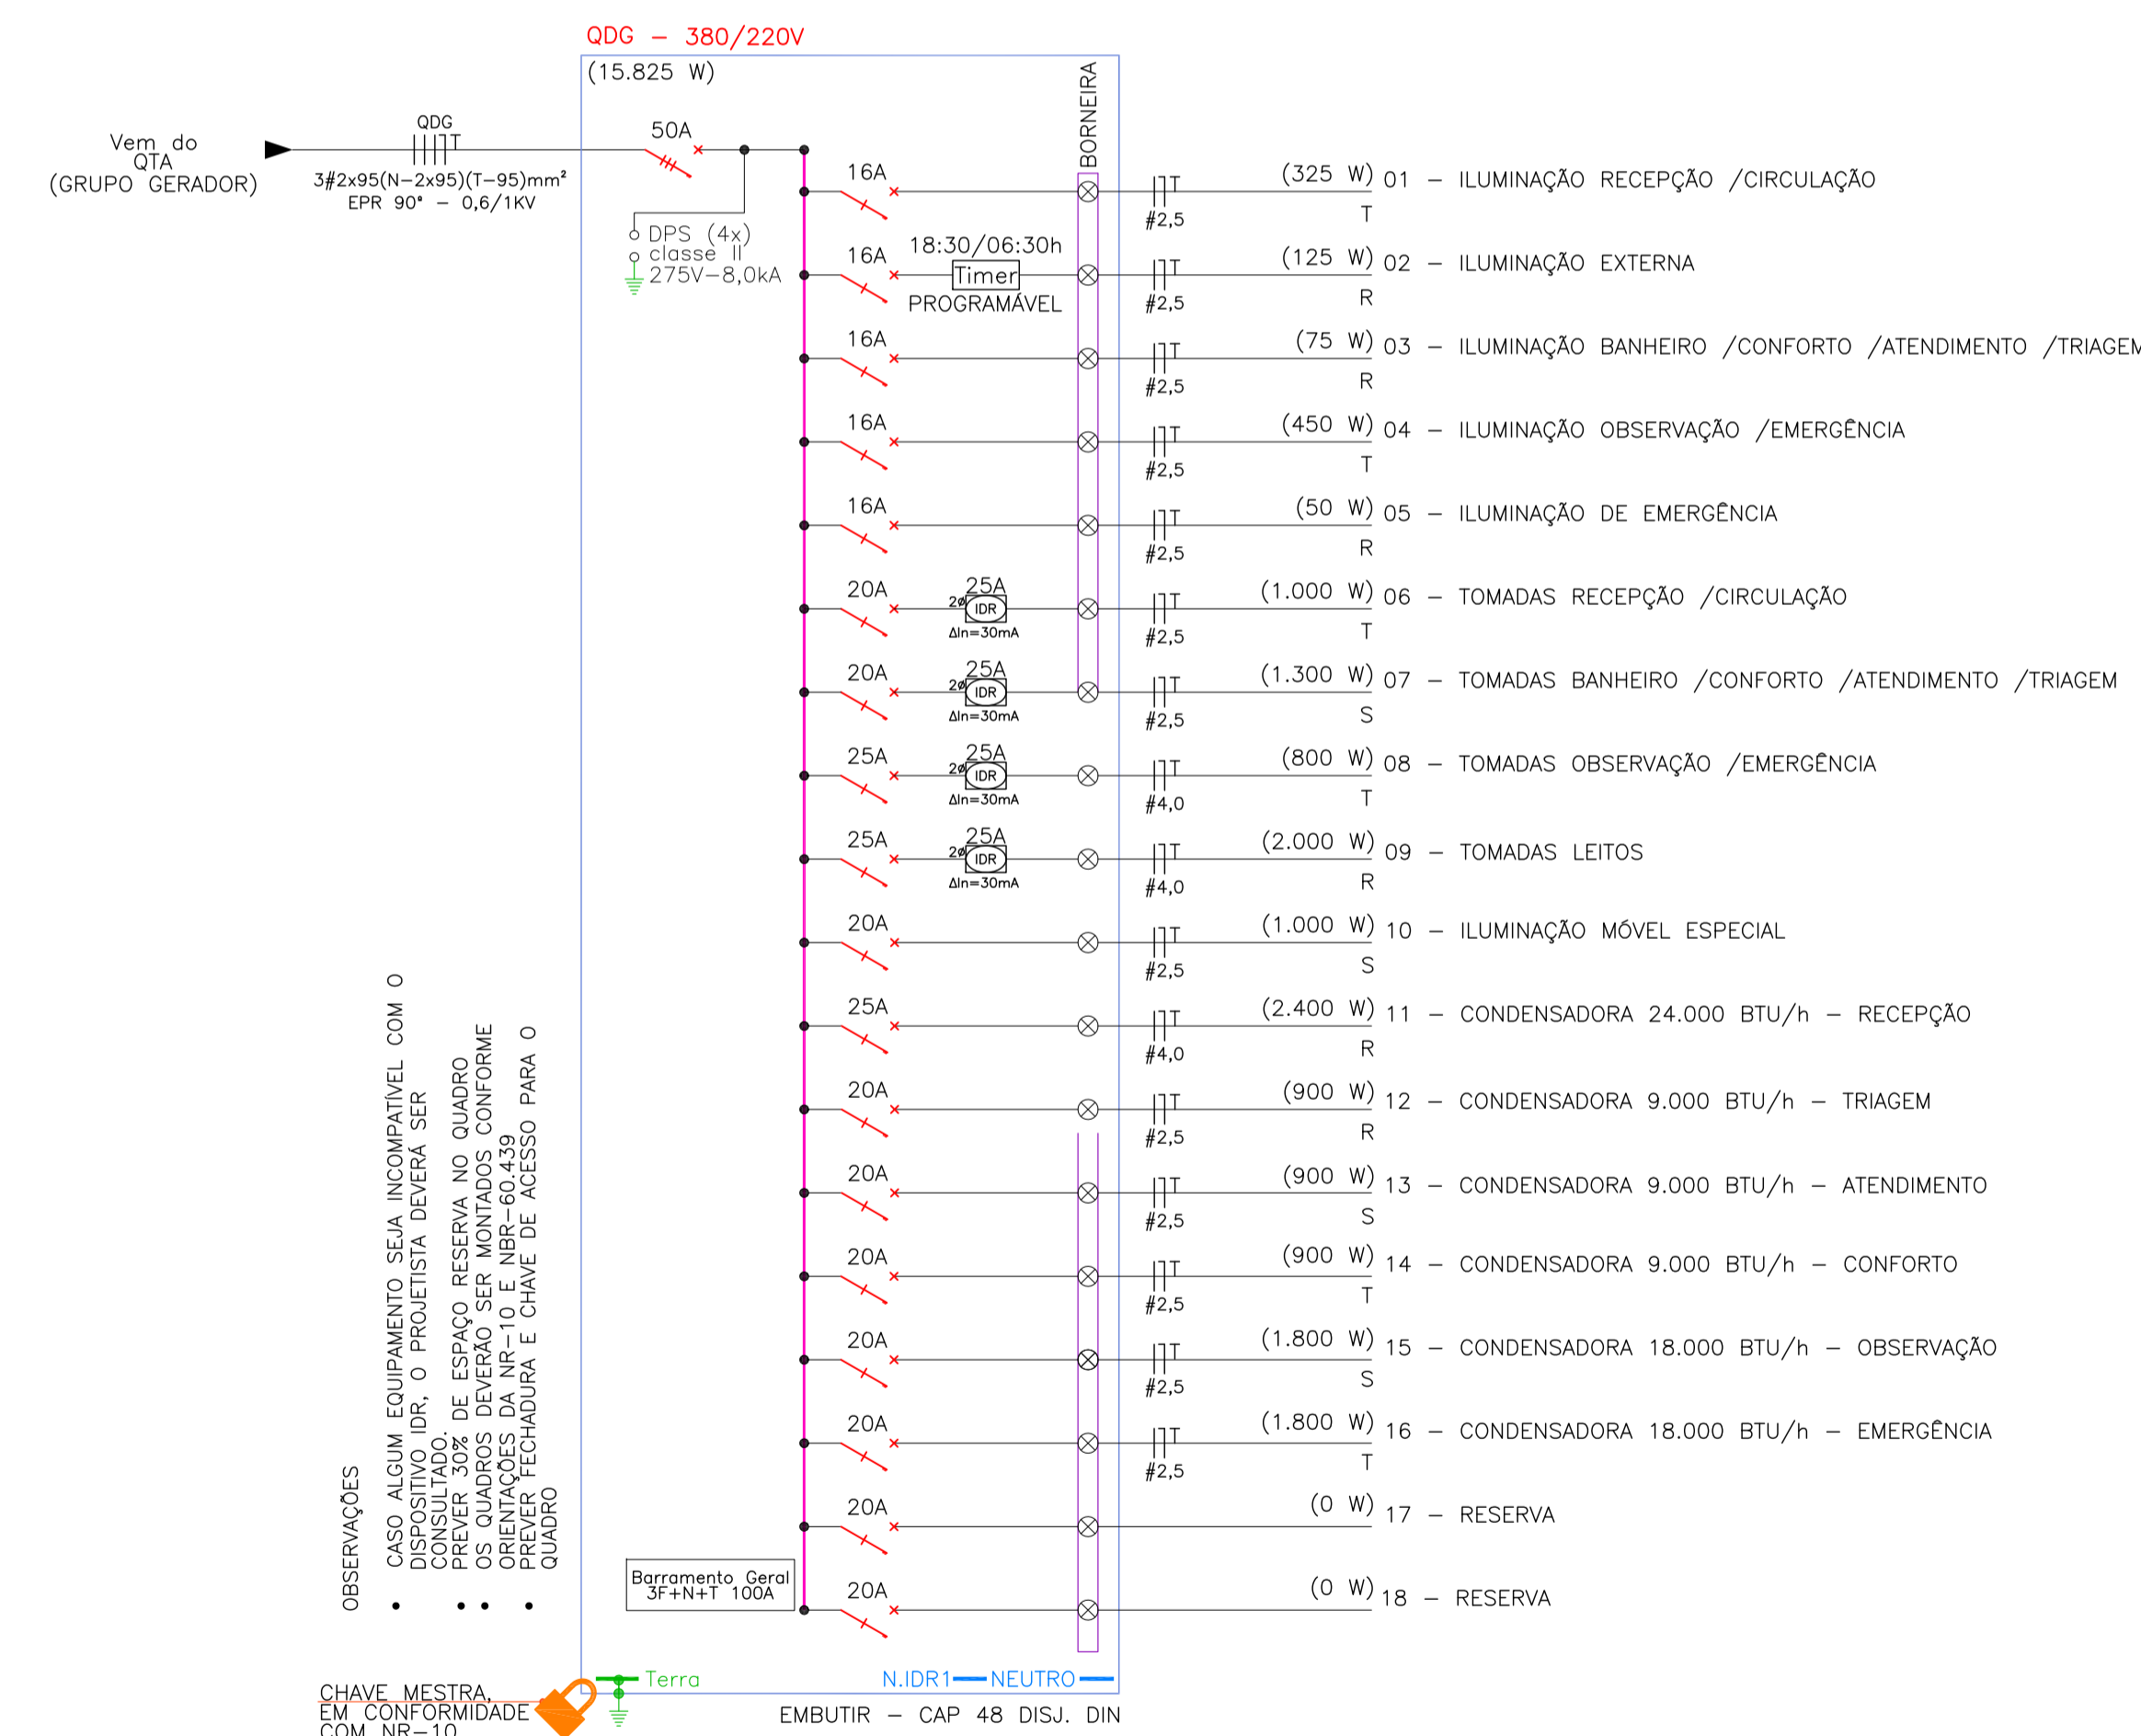 QDG - 380/220V
(15.825 W)
BORNEIRA
Vem do
QTA
(GRUPO GERADOR)
QDG
T
3#2x95(N-2x95)(T-95)mm²
EPR 90° - 0,6/1KV
50A
DPS (4x)
classe II
275V-8,0kA
16A
T
#2,5
(325 W)
T
01 - ILUMINAÇÃO RECEPÇÃO /CIRCULAÇÃO
16A
18:30/06:30h
Timer
PROGRAMÁVEL
T
#2,5
(125 W)
R
02 - ILUMINAÇÃO EXTERNA
16A
T
#2,5
(75 W)
R
03 - ILUMINAÇÃO BANHEIRO /CONFORTO /ATENDIMENTO /TRIAGEM
16A
T
#2,5
(450 W)
T
04 - ILUMINAÇÃO OBSERVAÇÃO /EMERGÊNCIA
16A
T
#2,5
(50 W)
R
05 - ILUMINAÇÃO DE EMERGÊNCIA
20A
25A
2ø
IDR
ΔIn=30mA
T
#2,5
(1.000 W)
T
06 - TOMADAS RECEPÇÃO /CIRCULAÇÃO
20A
25A
2ø
IDR
ΔIn=30mA
T
#2,5
(1.300 W)
S
07 - TOMADAS BANHEIRO /CONFORTO /ATENDIMENTO /TRIAGEM
25A
25A
2ø
IDR
ΔIn=30mA
T
#4,0
(800 W)
T
08 - TOMADAS OBSERVAÇÃO /EMERGÊNCIA
25A
25A
2ø
IDR
ΔIn=30mA
T
#4,0
(2.000 W)
R
09 - TOMADAS LEITOS
20A
T
#2,5
(1.000 W)
S
10 - ILUMINAÇÃO MÓVEL ESPECIAL
25A
T
#4,0
(2.400 W)
R
11 - CONDENSADORA 24.000 BTU/h - RECEPÇÃO
20A
T
#2,5
(900 W)
R
12 - CONDENSADORA 9.000 BTU/h - TRIAGEM
20A
T
#2,5
(900 W)
S
13 - CONDENSADORA 9.000 BTU/h - ATENDIMENTO
20A
T
#2,5
(900 W)
T
14 - CONDENSADORA 9.000 BTU/h - CONFORTO
20A
T
#2,5
(1.800 W)
S
15 - CONDENSADORA 18.000 BTU/h - OBSERVAÇÃO
20A
T
#2,5
(1.800 W)
T
16 - CONDENSADORA 18.000 BTU/h - EMERGÊNCIA
20A
(0 W)
17 - RESERVA
20A
(0 W)
18 - RESERVA
Barramento Geral
3F+N+T 100A
Terra
N.IDR1
NEUTRO
EMBUTIR - CAP 48 DISJ. DIN
OBSERVAÇÕES
• CASO ALGUM EQUIPAMENTO SEJA INCOMPATÍVEL COM O
DISPOSITIVO IDR, O PROJETISTA DEVERÁ SER
CONSULTADO.
• PREVER 30% DE ESPAÇO RESERVA NO QUADRO
• OS QUADROS DEVERÃO SER MONTADOS CONFORME
ORIENTAÇÕES DA NR-10 E NBR-60.439
• PREVER FECHADURA E CHAVE DE ACESSO PARA O
QUADRO
CHAVE MESTRA,
EM CONFORMIDADE
COM NR-10